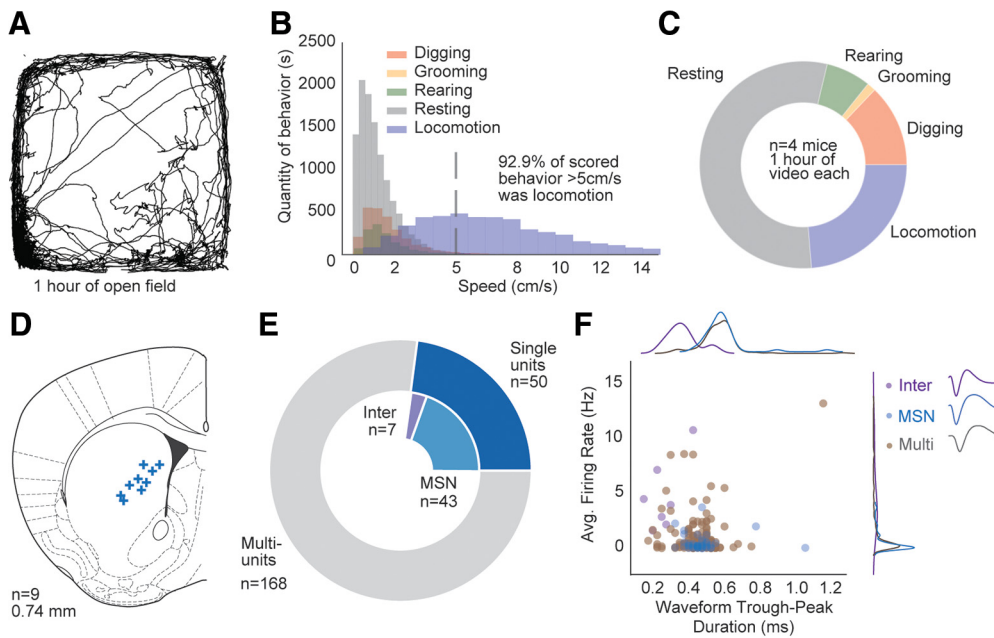 A
1 hour of open field
B
Quantity of behavior (s)
2500
2000
1500
1000
500
0
Digging
Grooming
Rearing
Resting
Locomotion
92.9% of scored
behavior >5cm/s
was locomotion
0 2 5 8 10 12 14
Speed (cm/s)
C
Resting
Rearing
Grooming
Digging
Locomotion
n=4 mice
1 hour of
video each
D
n=9
0.74 mm
E
Single
units
n=50
Inter
n=7
MSN
n=43
Multi-
units
n=168
F
Avg. Firing Rate (Hz)
15
10
5
0
0.2 0.4 0.6 0.8 1.0 1.2
Waveform Trough-Peak
Duration (ms)
Inter
MSN
Multi